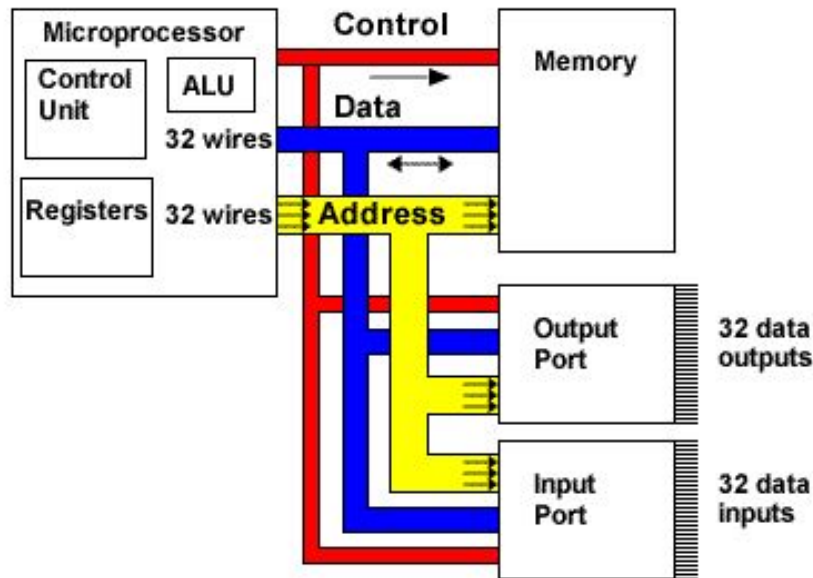 Microprocessor
Control
Unit
ALU
32 wires
Registers
32 wires
Control
Data
Address
Memory
Output
Port
32 data
outputs
Input
Port
32 data
inputs